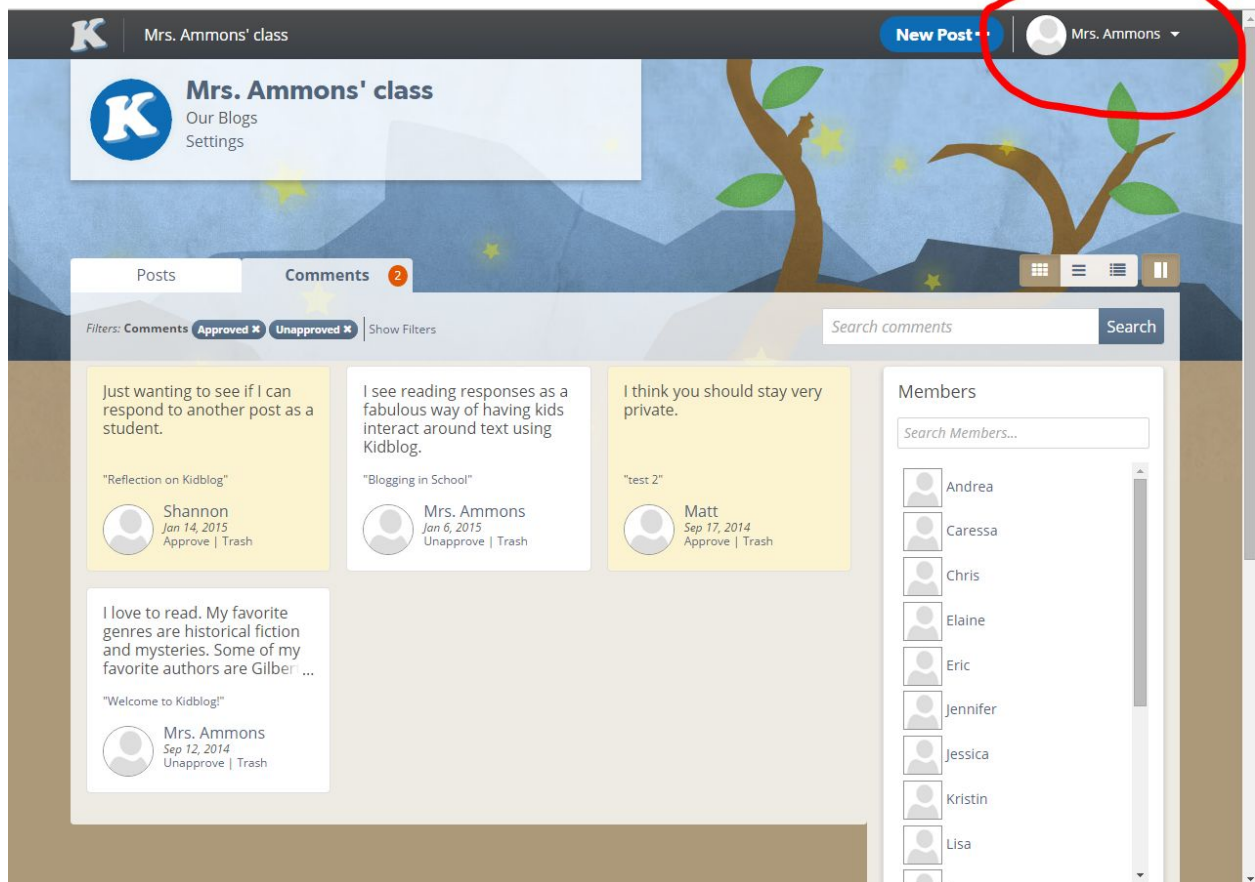 K
Mrs. Ammons' class
New Post
Mrs. Ammons
K
Mrs. Ammons' class
Our Blogs
Settings
Posts
Comments 2
Filters: Comments Approved ✖ Unapproved ✖ Show Filters
Search comments
Search
Just wanting to see if I can
respond to another post as a
student.
"Reflection on Kidblog"
Shannon
Jan 14, 2015
Approve | Trash
I see reading responses as a
fabulous way of having kids
interact around text using
Kidblog.
"Blogging in School"
Mrs. Ammons
Jan 6, 2015
Unapprove | Trash
I think you should stay very
private.
"test 2"
Matt
Sep 17, 2014
Approve | Trash
I love to read. My favorite
genres are historical fiction
and mysteries. Some of my
favorite authors are Gilber ...
"Welcome to Kidblog!"
Mrs. Ammons
Sep 12, 2014
Unapprove | Trash
Members
Search Members...
Andrea
Caressa
Chris
Elaine
Eric
Jennifer
Jessica
Kristin
Lisa